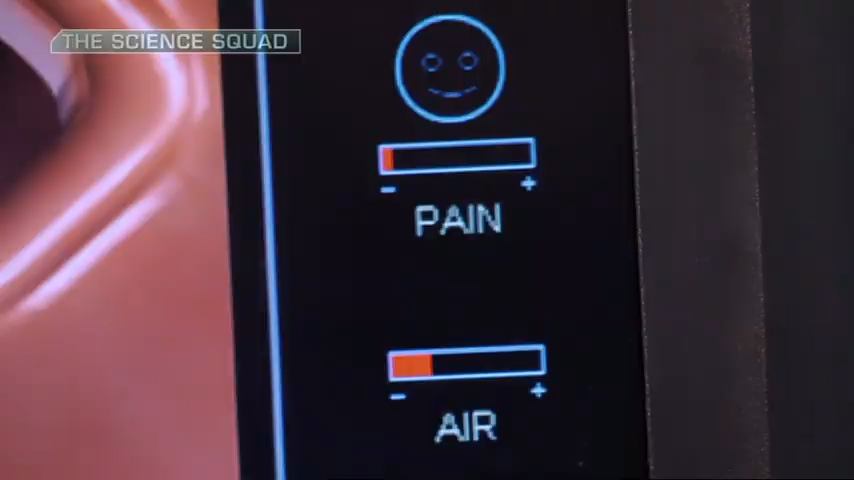 THE SCIENCE SQUAD
- +
PAIN
- +
AIR